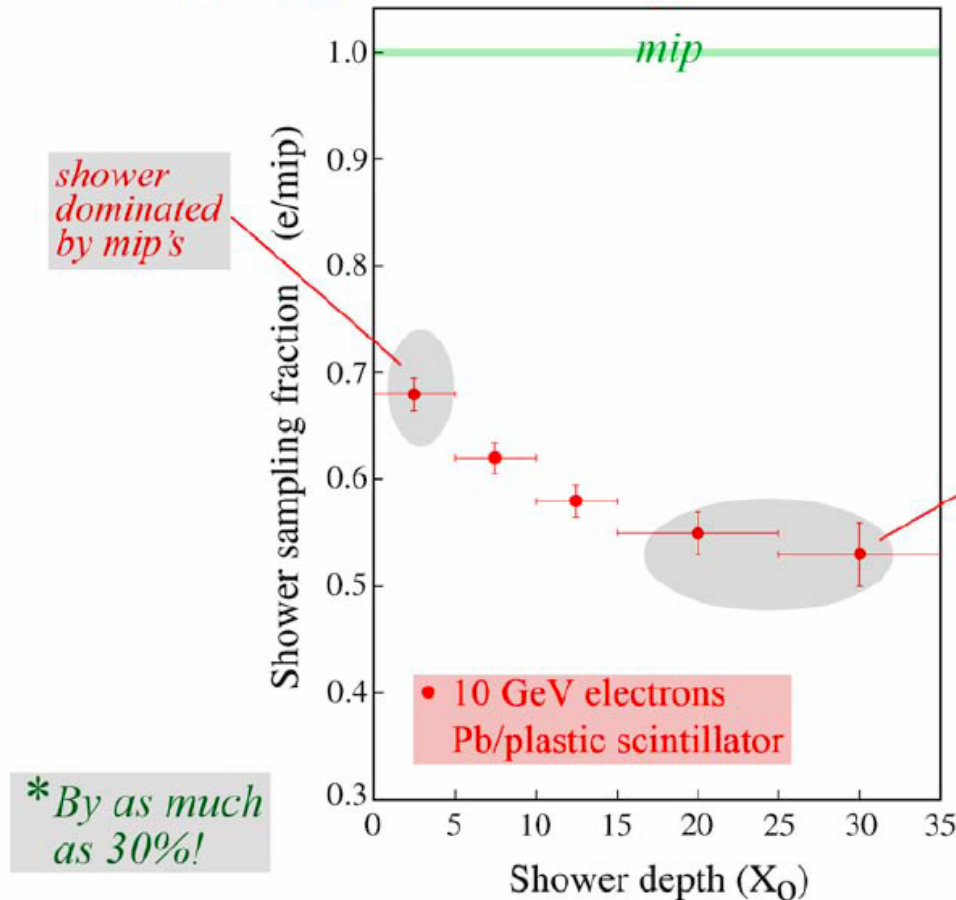 1.0
mip
0.9
0.8
0.7
0.6
0.5
0.4
0.3
Shower sampling fraction (e/mip)
shower
dominated
by mip's
• 10 GeV electrons
Pb/plastic scintillator
* By as much
as 30%!
0 5 10 15 20 25 30 35
Shower depth (X₀)